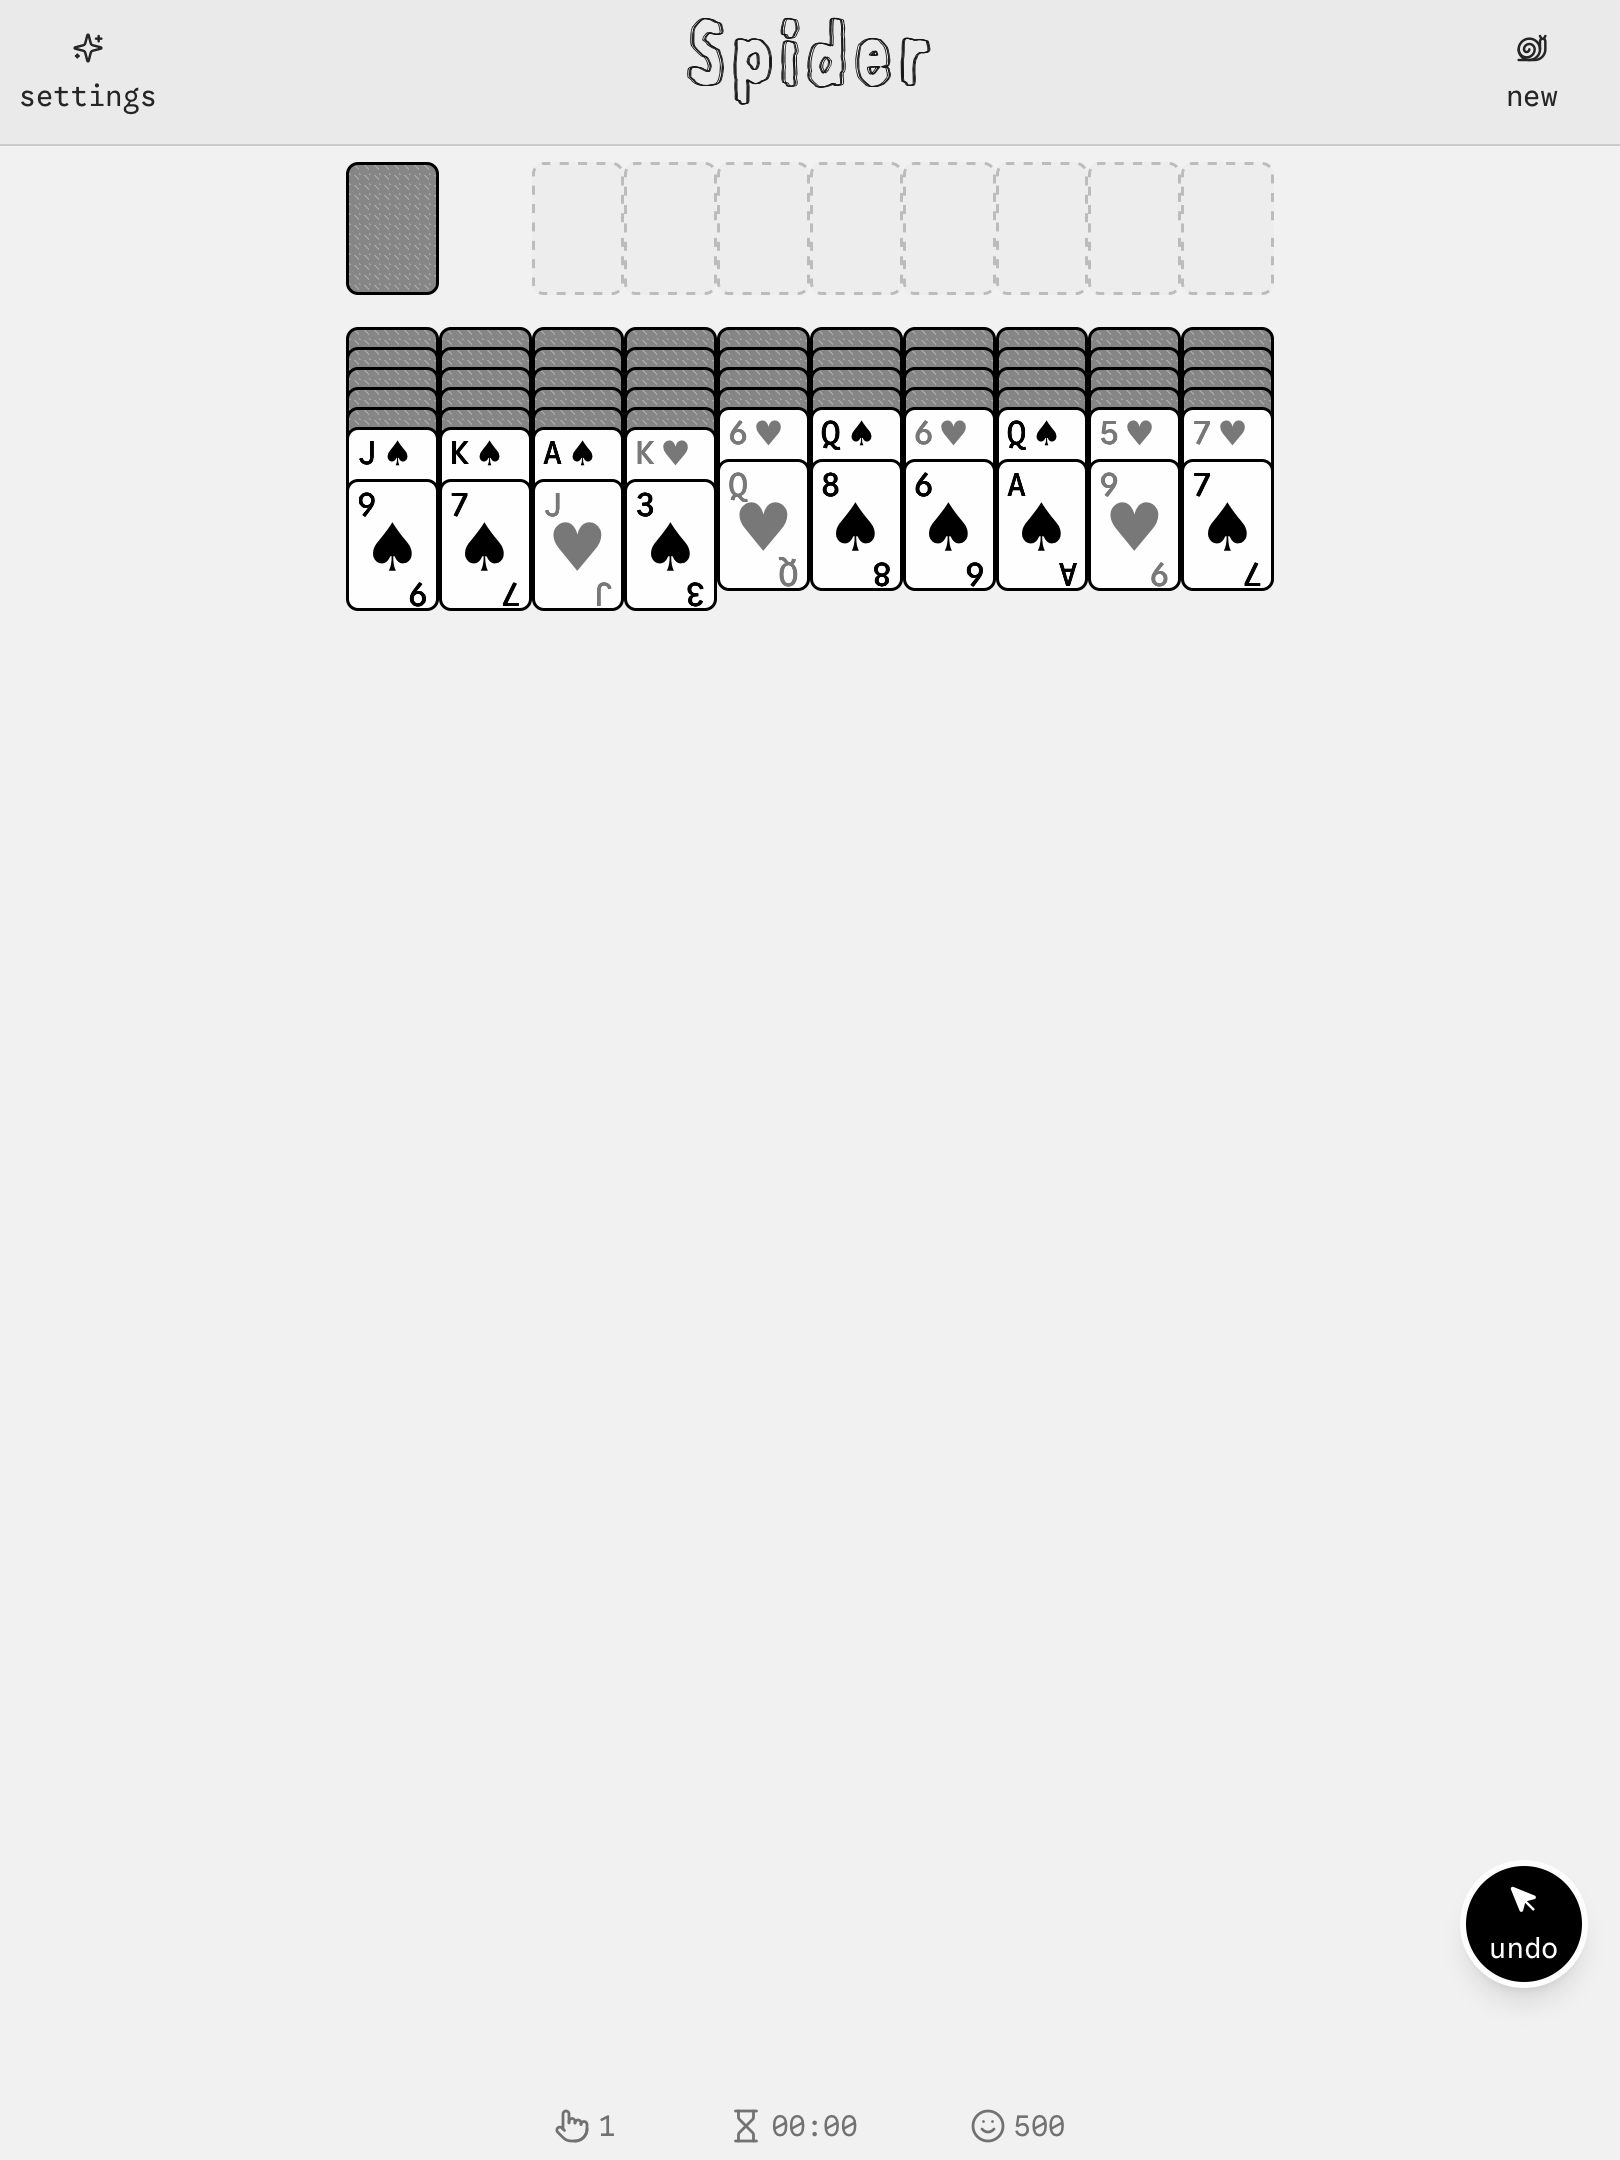 Spider
settings
new
J♠ K♠ A♠ K♥ 6♥ Q♠ 6♥ Q♠ 5♥ 7♥
9 7 J 3 Q 8 6 A 9 7
9 7 J 3 Q 8 6 A 9 7
undo
1 00:00 500